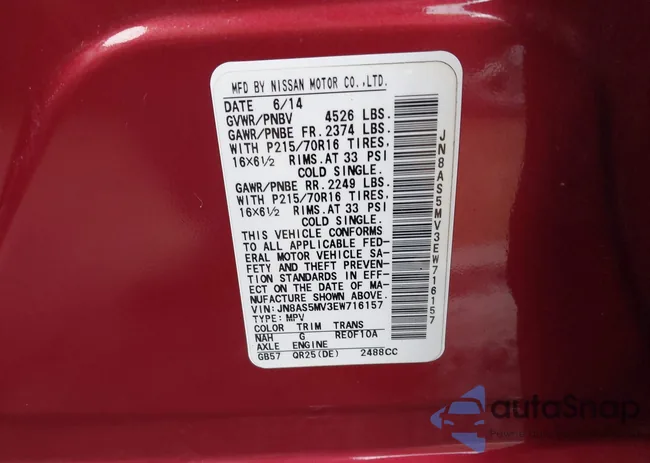 MFD BY NISSAN MOTOR CO.,LTD.
DATE 6/14
GVWR/PNBV 4526 LBS.
GAWR/PNBE FR. 2374 LBS.
WITH P215/70R16 TIRES,
16X6½ RIMS.AT 33 PSI
COLD SINGLE.
GAWR/PNBE RR. 2249 LBS.
WITH P215/70R16 TIRES,
16X6½ RIMS.AT 33 PSI
COLD SINGLE.
THIS VEHICLE CONFORMS
TO ALL APPLICABLE FED-
ERAL MOTOR VEHICLE SA-
FETY AND THEFT PREVEN-
TION STANDARDS IN EFF-
ECT ON THE DATE OF MA-
NUFACTURE SHOWN ABOVE.
VIN:JN8AS5MV3EW716157
TYPE:MPV
COLOR TRIM TRANS
NAH G RE0F10A
AXLE ENGINE
GB57 QR25(DE) 2488CC
JN8AS5MV3EW716157
autoSnap